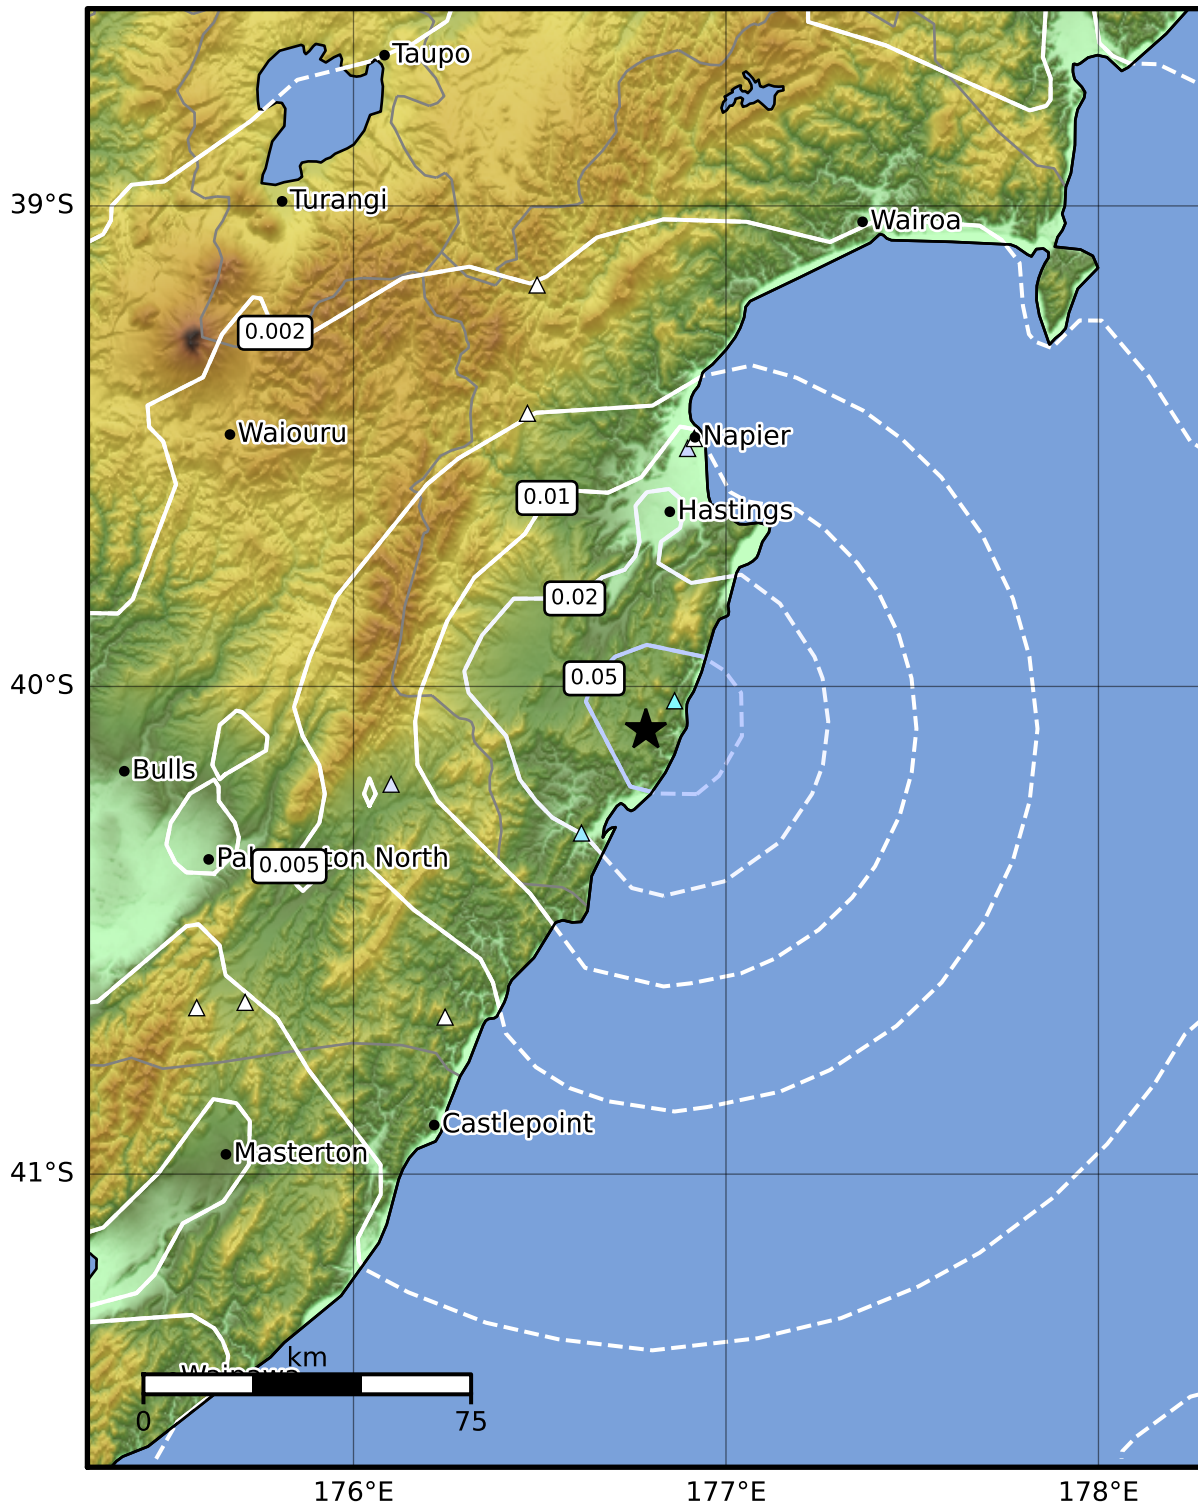 Taupo
39°S
Turangi
Wairoa
0.002
Waiouru
Napier
0.01
Hastings
0.02
0.05
40°S
Bulls
0.005
Castlepoint
Masterton
41°S
km
0
75
176°E
177°E
178°E